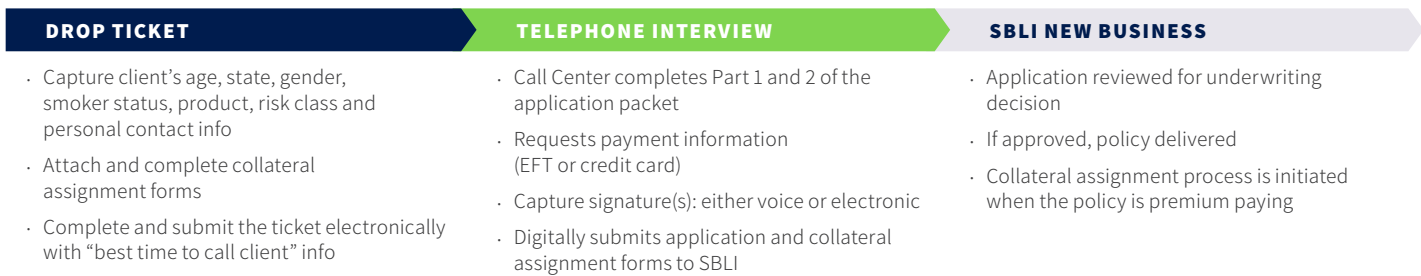 DROP TICKET
· Capture client's age, state, gender,
smoker status, product, risk class and
personal contact info
· Attach and complete collateral
assignment forms
· Complete and submit the ticket electronically
with “best time to call client” info
TELEPHONE INTERVIEW
· Call Center completes Part 1 and 2 of the
application packet
· Requests payment information
(EFT or credit card)
· Capture signature(s): either voice or electronic
· Digitally submits application and collateral
assignment forms to SBLI
SBLI NEW BUSINESS
· Application reviewed for underwriting
decision
· If approved, policy delivered
· Collateral assignment process is initiated
when the policy is premium paying